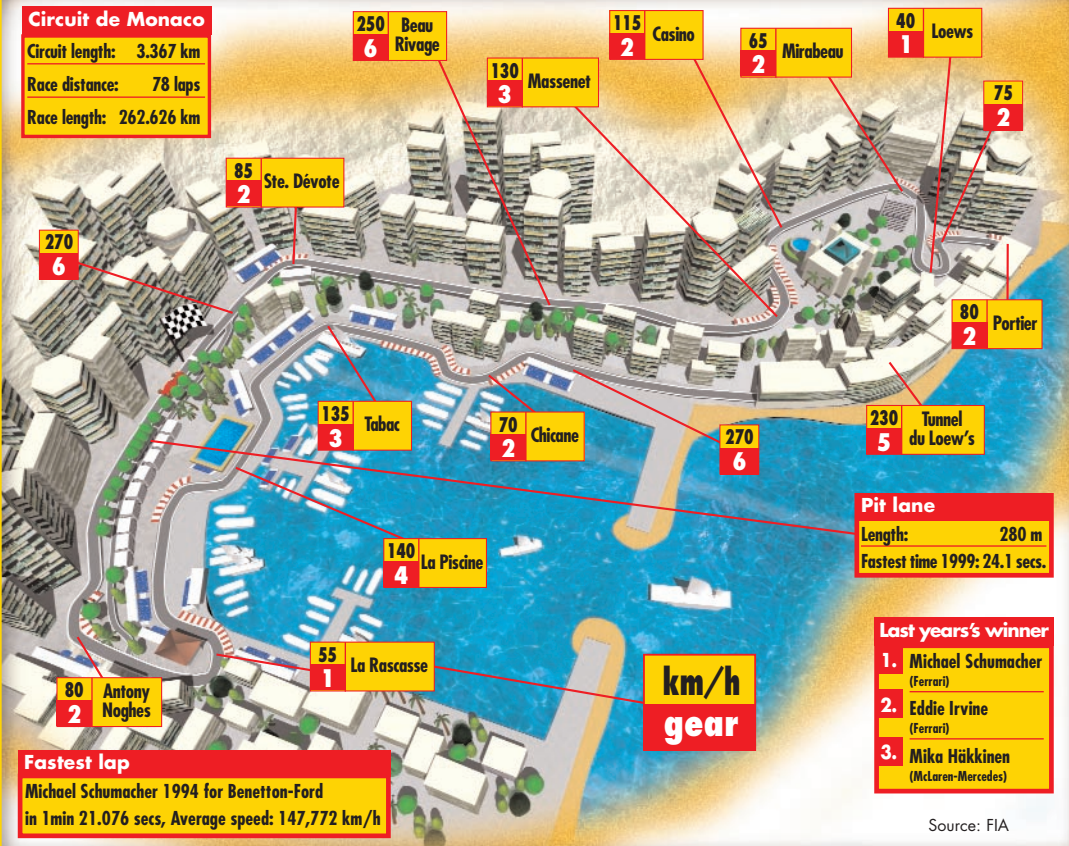 Circuit de Monaco
Circuit length: 3.367 km
Race distance: 78 laps
Race length: 262.626 km
250 Beau
6 Rivage
115 Casino
2
65 Mirabeau
2
40 Loews
1
130 Massenet
3
75
2
85 Ste. Dévote
2
270
6
80 Portier
2
135 Tabac
3
70 Chicane
2
270
6
230 Tunnel
5 du Loew's
Pit lane
Length: 280 m
Fastest time 1999: 24.1 secs.
140 La Piscine
4
55 La Rascasse
1
80 Antony
2 Noghes
km/h
gear
Last years's winner
1. Michael Schumacher
(Ferrari)
2. Eddie Irvine
(Ferrari)
3. Mika Häkkinen
(McLaren-Mercedes)
Fastest lap
Michael Schumacher 1994 for Benetton-Ford
in 1min 21.076 secs, Average speed: 147,772 km/h
Source: FIA